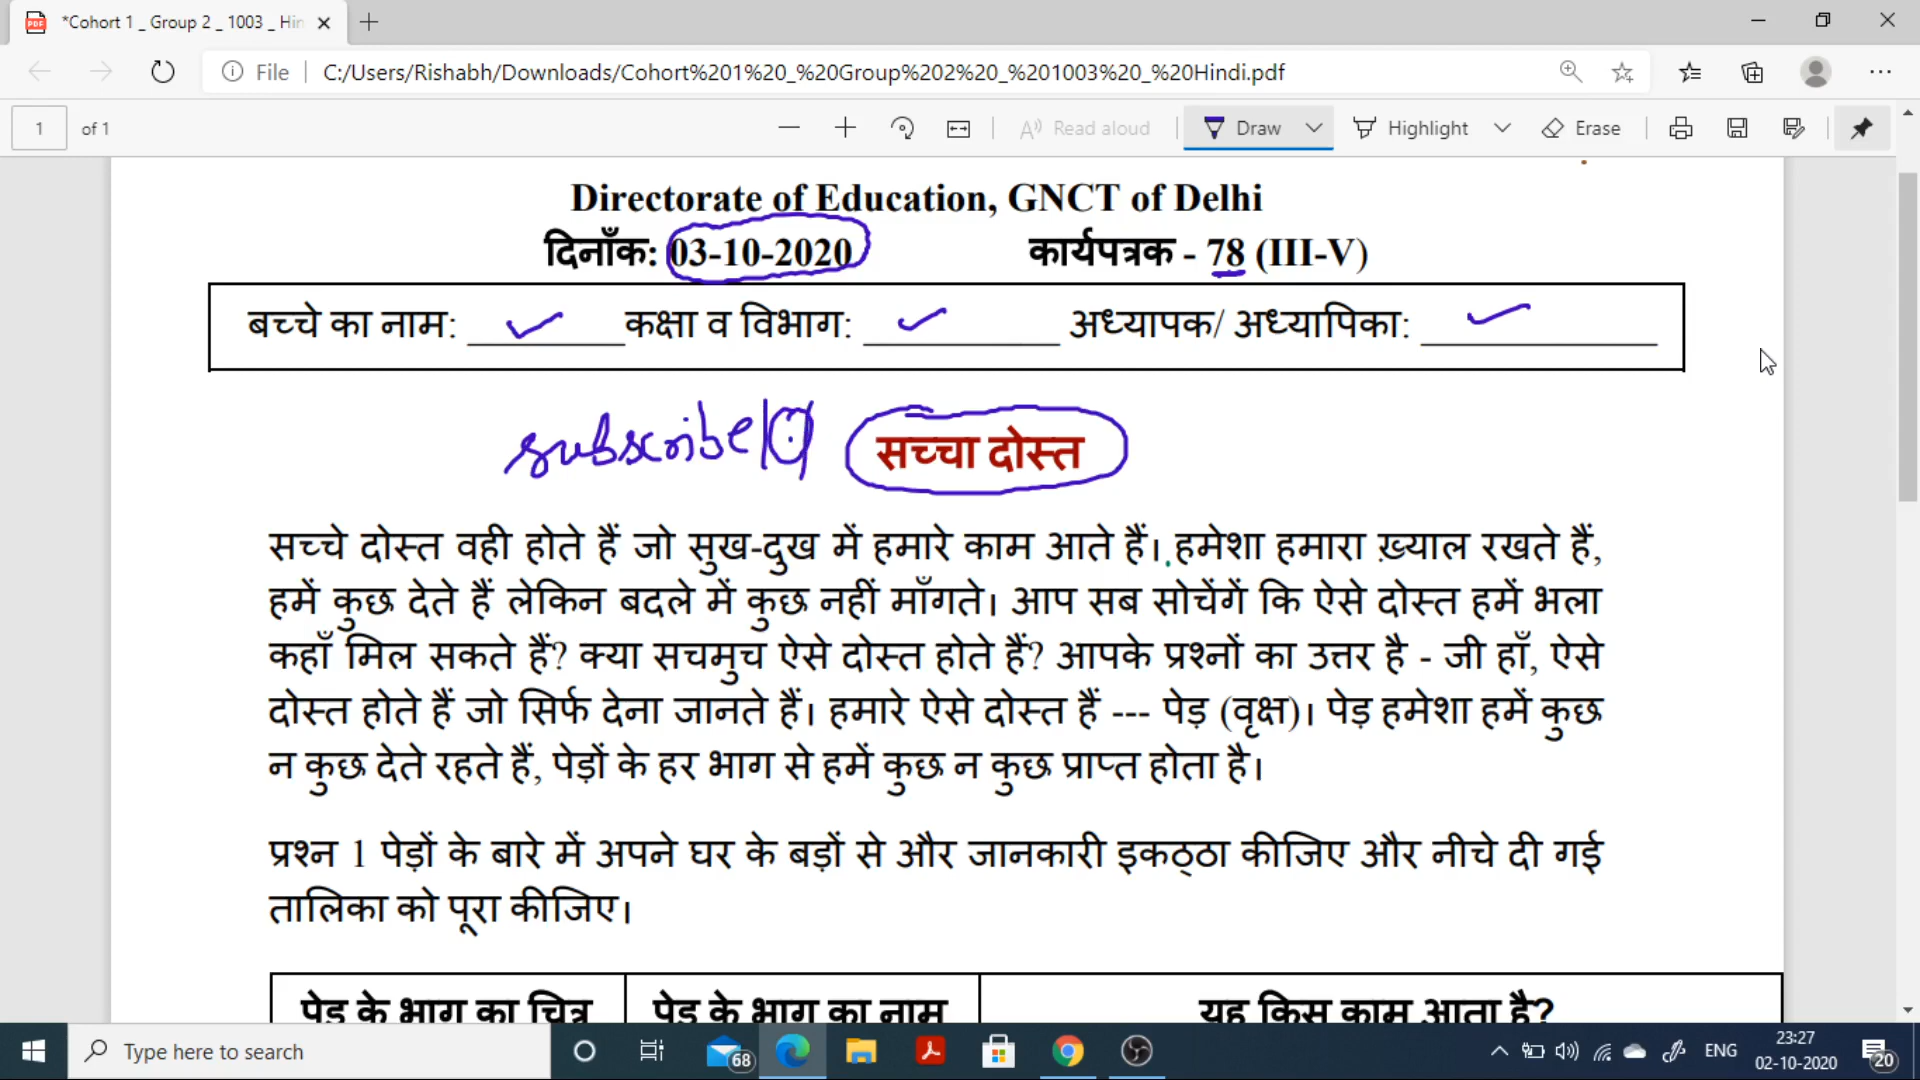 *Cohort 1 _ Group 2 _ 1003 _ Hin
File C:/Users/Rishabh/Downloads/Cohort%201%20_%20Group%202%20_%201003%20_%20Hindi.pdf
1 of 1 Read aloud Draw Highlight Erase
Directorate of Education, GNCT of Delhi
दिनाँक: 03-10-2020 कार्यपत्रक - 78 (III-V)
बच्चे का नाम: __________ कक्षा व विभाग: __________ अध्यापक/ अध्यापिका: __________
subscribe सच्चा दोस्त
सच्चे दोस्त वही होते हैं जो सुख-दुख में हमारे काम आते हैं। हमेशा हमारा ख़्याल रखते हैं,
हमें कुछ देते हैं लेकिन बदले में कुछ नहीं माँगते। आप सब सोचेंगें कि ऐसे दोस्त हमें भला
कहाँ मिल सकते हैं? क्या सचमुच ऐसे दोस्त होते हैं? आपके प्रश्नों का उत्तर है - जी हाँ, ऐसे
दोस्त होते हैं जो सिर्फ देना जानते हैं। हमारे ऐसे दोस्त हैं --- पेड़ (वृक्ष)। पेड़ हमेशा हमें कुछ
न कुछ देते रहते हैं, पेड़ों के हर भाग से हमें कुछ न कुछ प्राप्त होता है।
प्रश्न 1 पेड़ों के बारे में अपने घर के बड़ों से और जानकारी इकठ्ठा कीजिए और नीचे दी गई
तालिका को पूरा कीजिए।
पेड़ के भाग का चित्र पेड़ के भाग का नाम यह किस काम आता है?
Type here to search 68 ENG 23:27
02-10-2020 20